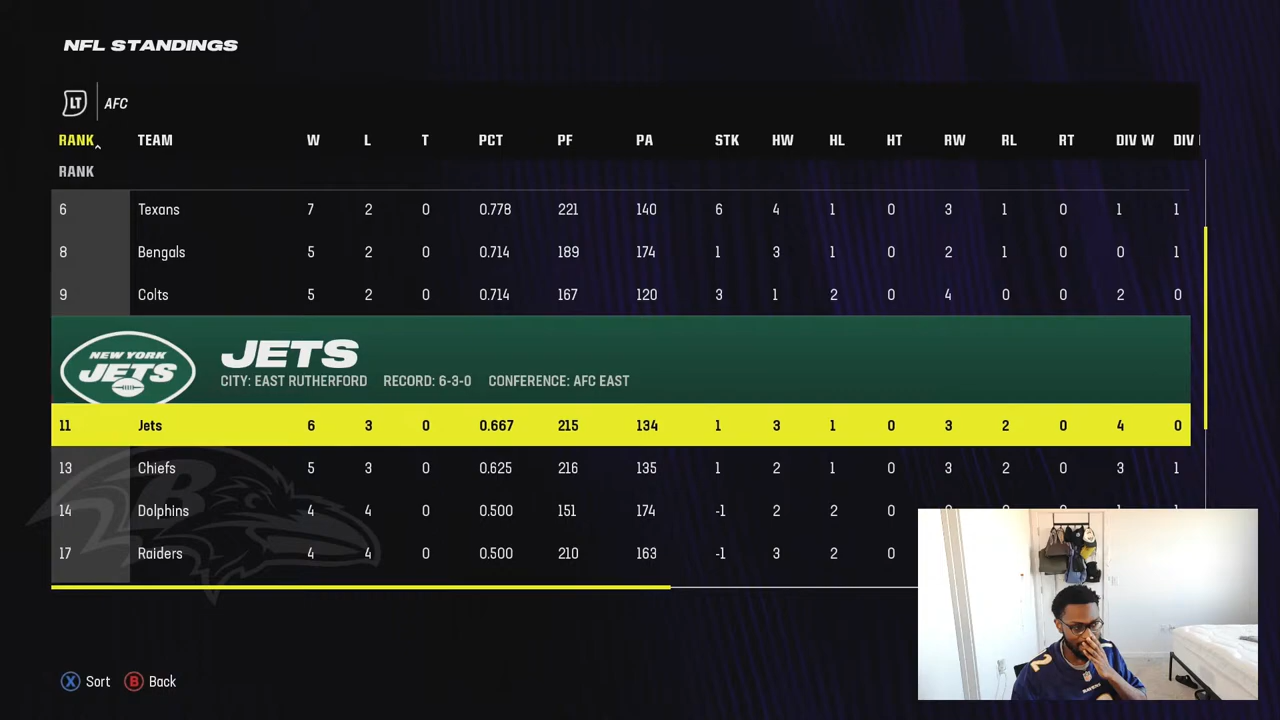 NFL STANDINGS
LT AFC
RANK TEAM W L T PCT PF PA STK HW HL HT RW RL RT DIV W DIV
RANK
6 Texans 7 2 0 0.778 221 140 6 4 1 0 3 1 0 1 1
8 Bengals 5 2 0 0.714 189 174 1 3 1 0 2 1 0 0 1
9 Colts 5 2 0 0.714 167 120 3 1 2 0 4 0 0 2 0
NEW YORK
JETS
JETS
CITY: EAST RUTHERFORD RECORD: 6-3-0 CONFERENCE: AFC EAST
11 Jets 6 3 0 0.667 215 134 1 3 1 0 3 2 0 4 0
13 Chiefs 5 3 0 0.625 216 135 1 2 1 0 3 2 0 3 1
14 Dolphins 4 4 0 0.500 151 174 -1 2 2 0
17 Raiders 4 4 0 0.500 210 163 -1 3 2 0
X Sort B Back